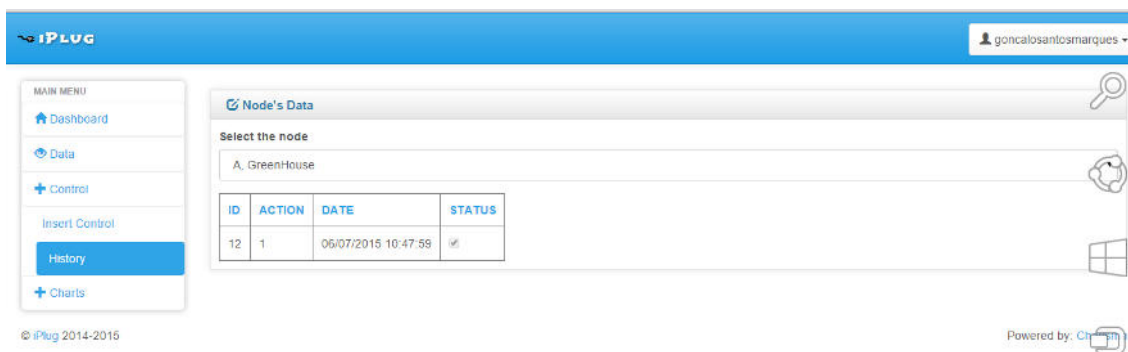 iPLUG
goncalosantosmarques
MAIN MENU
Dashboard
Data
Control
Insert Control
History
Charts
Node's Data
Select the node
A, GreenHouse
ID ACTION DATE STATUS
12 1 06/07/2015 10:47:59
© iPlug 2014-2015
Powered by: